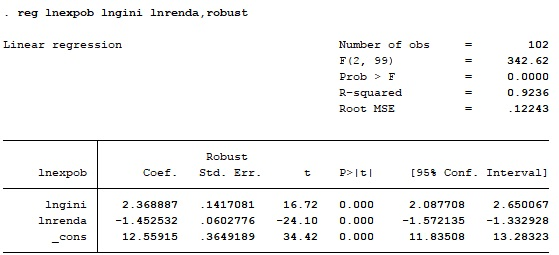 . reg lnexpob lngini lnrenda,robust
Linear regression Number of obs = 102
F(2, 99) = 342.62
Prob > F = 0.0000
R-squared = 0.9236
Root MSE = .12243
Robust
lnexpob Coef. Std. Err. t P>|t| [95% Conf. Interval]
lngini 2.368887 .1417081 16.72 0.000 2.087708 2.650067
lnrenda -1.452532 .0602776 -24.10 0.000 -1.572135 -1.332928
_cons 12.55915 .3649189 34.42 0.000 11.83508 13.28323